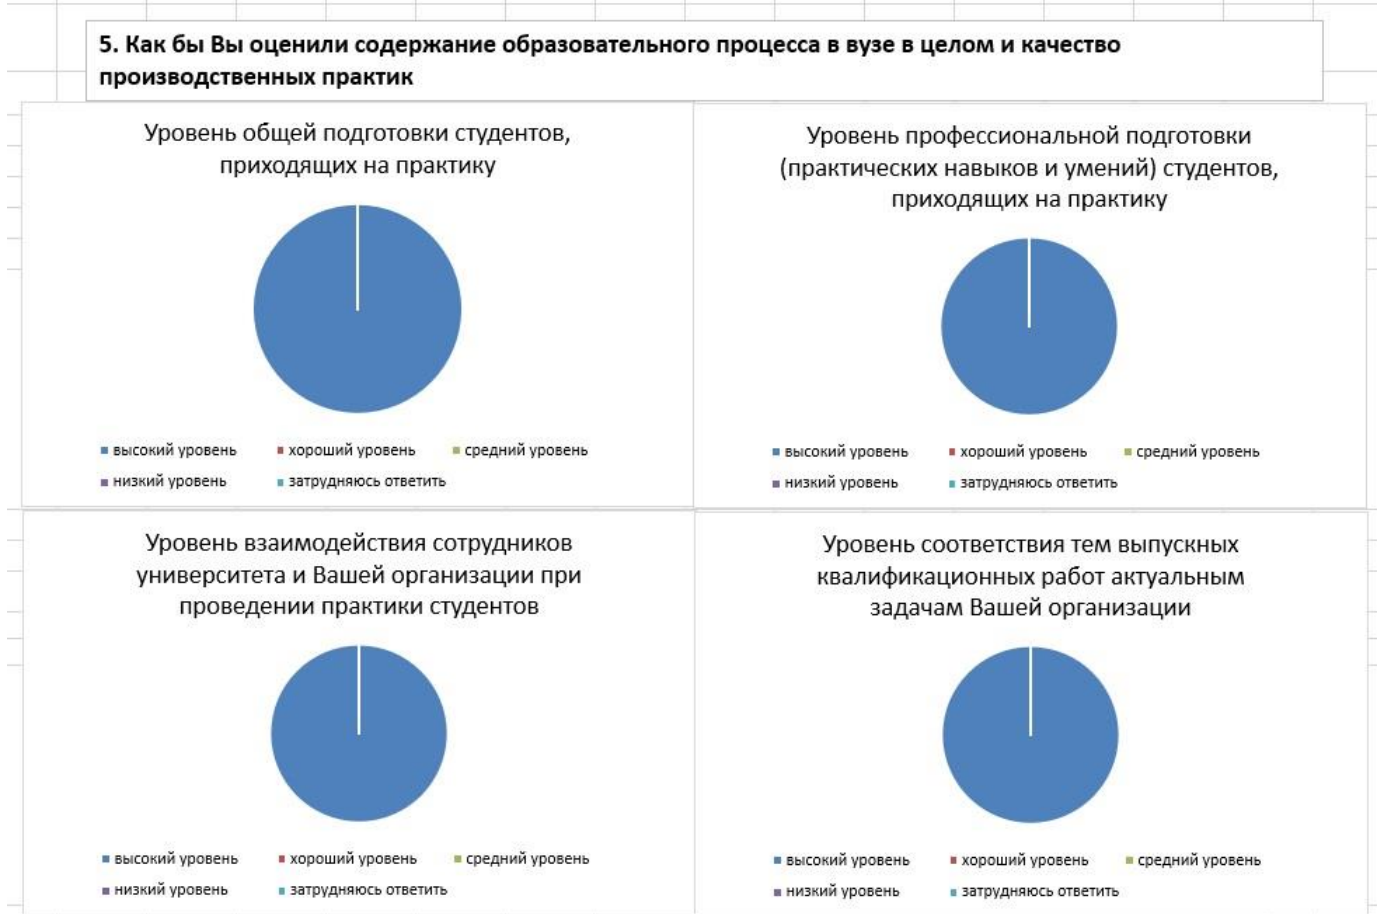 5. Как бы Вы оценили содержание образовательного процесса в вузе в целом и качество
производственных практик
Уровень общей подготовки студентов,
приходящих на практику
высокий уровень хороший уровень средний уровень
низкий уровень затрудняюсь ответить
Уровень профессиональной подготовки
(практических навыков и умений) студентов,
приходящих на практику
высокий уровень хороший уровень средний уровень
низкий уровень затрудняюсь ответить
Уровень взаимодействия сотрудников
университета и Вашей организации при
проведении практики студентов
высокий уровень хороший уровень средний уровень
низкий уровень затрудняюсь ответить
Уровень соответствия тем выпускных
квалификационных работ актуальным
задачам Вашей организации
высокий уровень хороший уровень средний уровень
низкий уровень затрудняюсь ответить